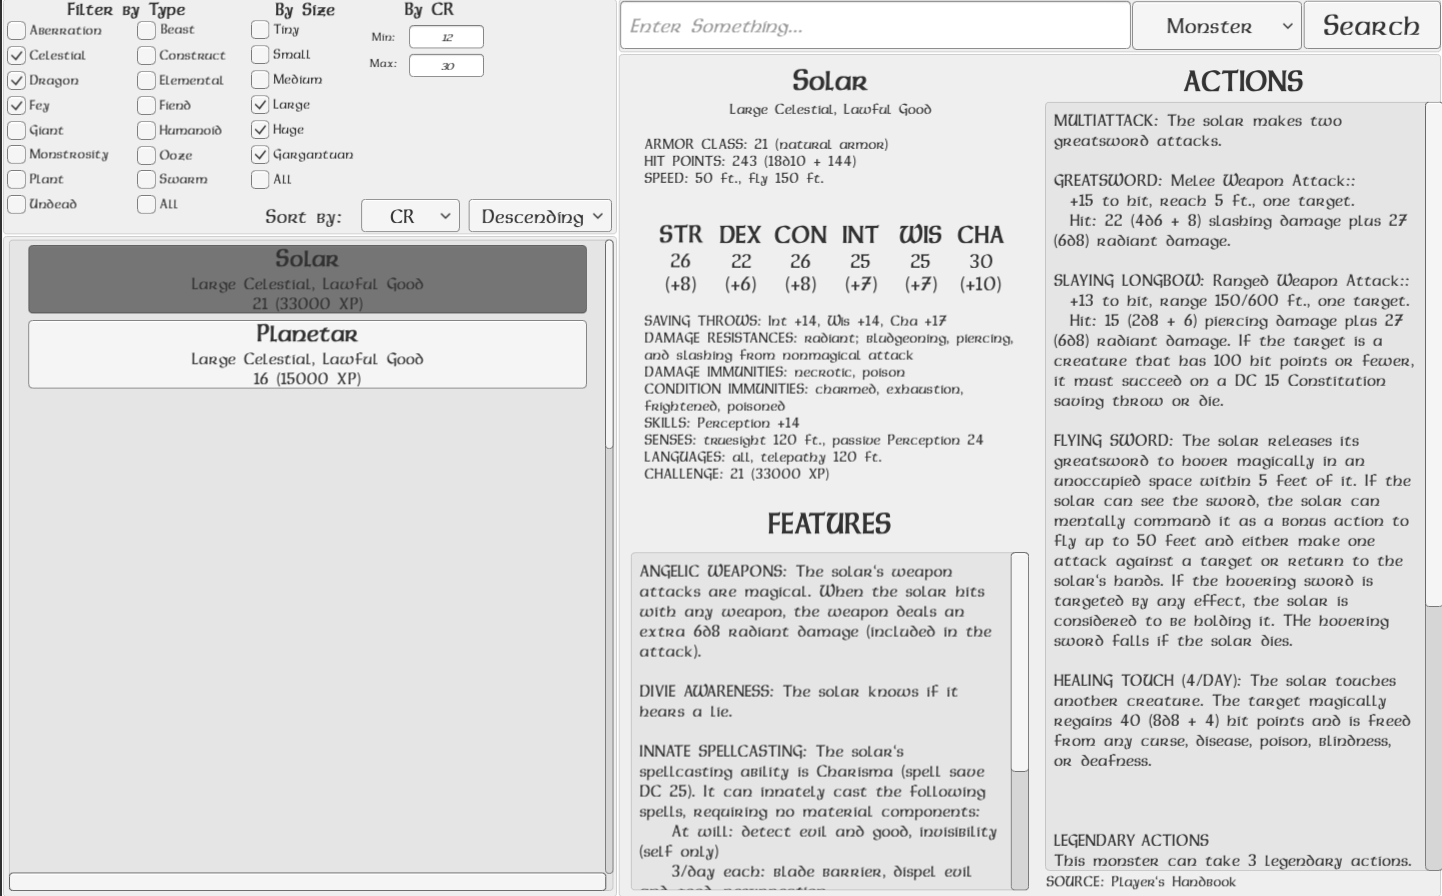 Filter by Type
Aberration
Beast
Celestial
Construct
Dragon
Elemental
Fey
Fiend
Giant
Humanoid
Monstrosity
Ooze
Plant
Swarm
Undead
All
By Size
Tiny
Small
Medium
Large
Huge
Gargantuan
All
By CR
Min: 12
Max: 30
Sort by: CR Descending
Solar
Large Celestial, Lawful Good
21 (33000 XP)
Planetar
Large Celestial, Lawful Good
16 (15000 XP)
Enter Something...
Monster
Search
Solar
Large Celestial, Lawful Good
ARMOR CLASS: 21 (natural armor)
HIT POINTS: 243 (18d10 + 144)
SPEED: 50 ft., fly 150 ft.
STR DEX CON INT WIS CHA
26 22 26 25 25 30
(+8) (+6) (+8) (+7) (+7) (+10)
SAVING THROWS: Int +14, Wis +14, Cha +17
DAMAGE RESISTANCES: radiant; bludgeoning, piercing,
and slashing from nonmagical attack
DAMAGE IMMUNITIES: necrotic, poison
CONDITION IMMUNITIES: charmed, exhaustion,
frightened, poisoned
SKILLS: Perception +14
SENSES: truesight 120 ft., passive Perception 24
LANGUAGES: all, telepathy 120 ft.
CHALLENGE: 21 (33000 XP)
FEATURES
ANGELIC WEAPONS: The solar's weapon
attacks are magical. When the solar hits
with any weapon, the weapon deals an
extra 6d8 radiant damage (included in the
attack).
DIVIE AWARENESS: The solar knows if it
hears a lie.
INNATE SPELLCASTING: The solar's
spellcasting ability is Charisma (spell save
DC 25). It can innately cast the following
spells, requiring no material components:
At will: detect evil and good, invisibility
(self only)
3/day each: blade barrier, dispel evil
ACTIONS
MULTIATTACK: The solar makes two
greatsword attacks.
GREATSWORD: Melee Weapon Attack::
+15 to hit, reach 5 ft., one target.
Hit: 22 (4d6 + 8) slashing damage plus 27
(6d8) radiant damage.
SLAYING LONGBOW: Ranged Weapon Attack::
+13 to hit, range 150/600 ft., one target.
Hit: 15 (2d8 + 6) piercing damage plus 27
(6d8) radiant damage. If the target is a
creature that has 100 hit points or fewer,
it must succeed on a DC 15 Constitution
saving throw or die.
FLYING SWORD: The solar releases its
greatsword to hover magically in an
unoccupied space within 5 feet of it. If the
solar can see the sword, the solar can
mentally command it as a bonus action to
fly up to 50 feet and either make one
attack against a target or return to the
solar's hands. If the hovering sword is
targeted by any effect, the solar is
considered to be holding it. THe hovering
sword falls if the solar dies.
HEALING TOUCH (4/DAY): The solar touches
another creature. The target magically
regains 40 (8d8 + 4) hit points and is freed
from any curse, disease, poison, blindness,
or deafness.
LEGENDARY ACTIONS
This monster can take 3 legendary actions.
SOURCE: Player's Handbook